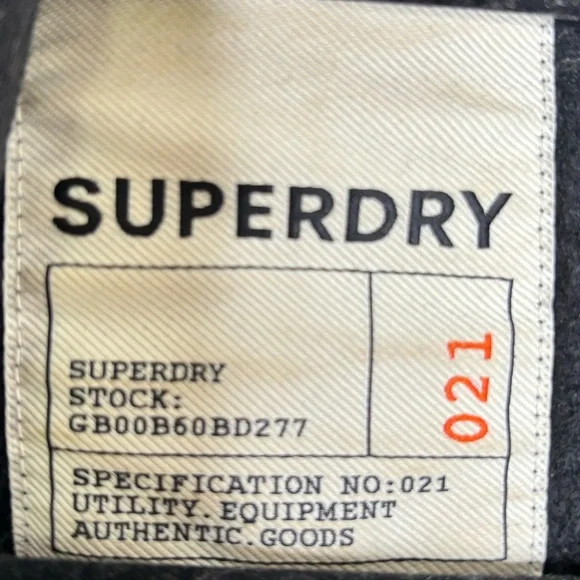 SUPERDRY
SUPERDRY
STOCK:
GB00B60BD277
021
SPECIFICATION NO:021
UTILITY.EQUIPMENT
AUTHENTIC.GOODS